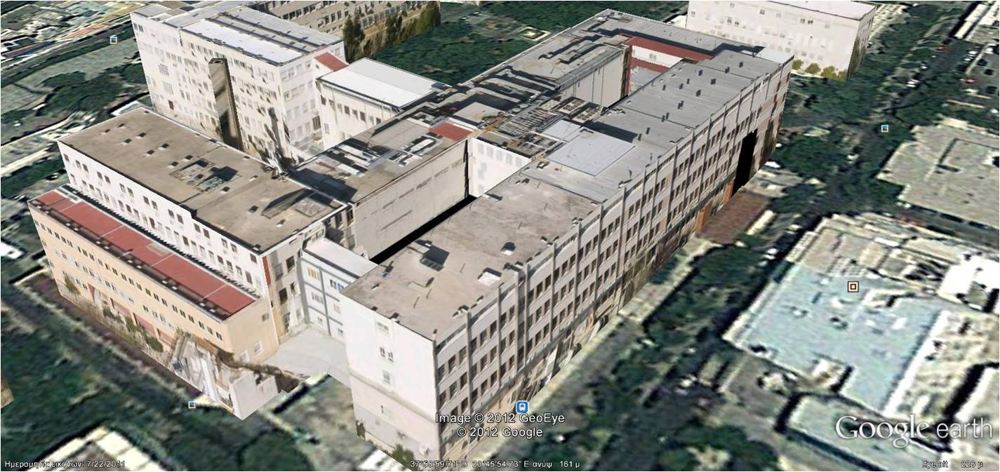 Image © 2012 GeoEye
© 2012 Google
Google earth
Ημερομηνία εικόνων: 7/22/2011
37°58'59.71" Β 23°45'54.73" Ε ανύψ 161 μ
Eye alt 226 μ